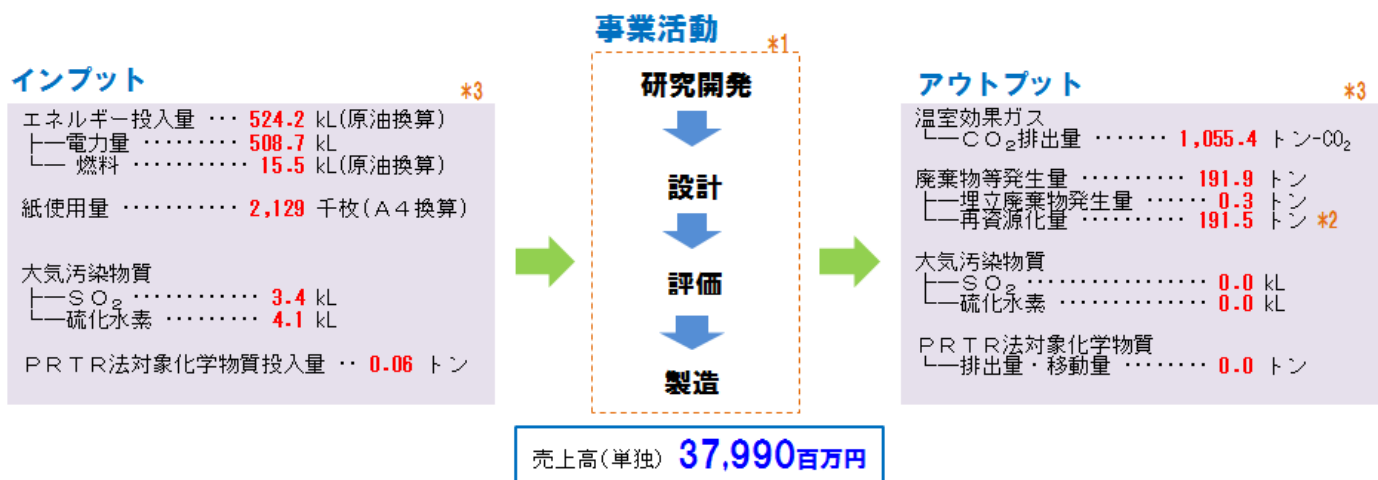 インプット *3
エネルギー投入量 … 524.2 kL(原油換算)
├─電力量 ……… 508.7 kL
└─ 燃料 ………… 15.5 kL(原油換算)
紙使用量 ………… 2,129 千枚(A4換算)
大気汚染物質
├─SO₂ ………… 3.4 kL
└─硫化水素 ……… 4.1 kL
PRTR法対象化学物質投入量 ‥ 0.06 トン
事業活動 *1
研究開発
設計
評価
製造
売上高(単独) 37,990百万円
アウトプット *3
温室効果ガス
└─CO₂排出量 ……… 1,055.4 トン-CO₂
廃棄物等発生量 ………… 191.9 トン
├─埋立廃棄物発生量 …… 0.3 トン
└─再資源化量 ………… 191.5 トン *2
大気汚染物質
├─SO₂ ……………… 0.0 kL
└─硫化水素 …………… 0.0 kL
PRTR法対象化学物質
└─排出量・移動量 ……… 0.0 トン